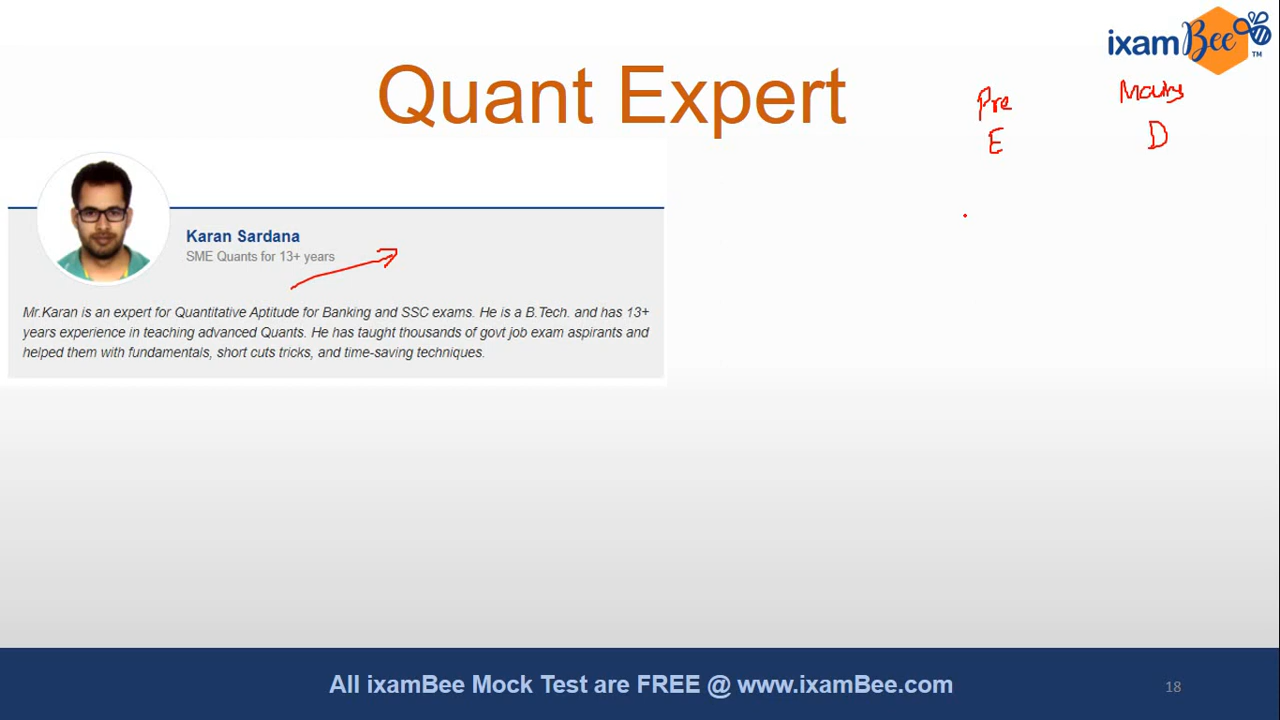 ixamBee
TM
Quant Expert
Pre
Mains
E
D
Karan Sardana
SME Quants for 13+ years
Mr.Karan is an expert for Quantitative Aptitude for Banking and SSC exams. He is a B.Tech. and has 13+
years experience in teaching advanced Quants. He has taught thousands of govt job exam aspirants and
helped them with fundamentals, short cuts tricks, and time-saving techniques.
All ixamBee Mock Test are FREE @ www.ixamBee.com
18